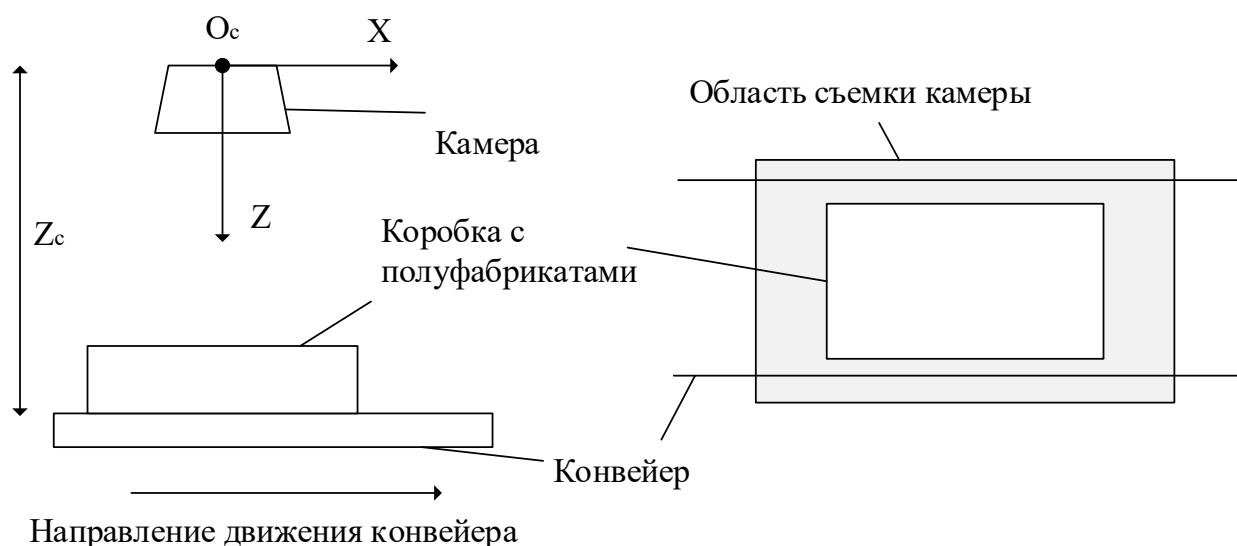 Oc
X
Область съемки камеры
Камера
Z
Zc
Коробка с
полуфабрикатами
Конвейер
Направление движения конвейера